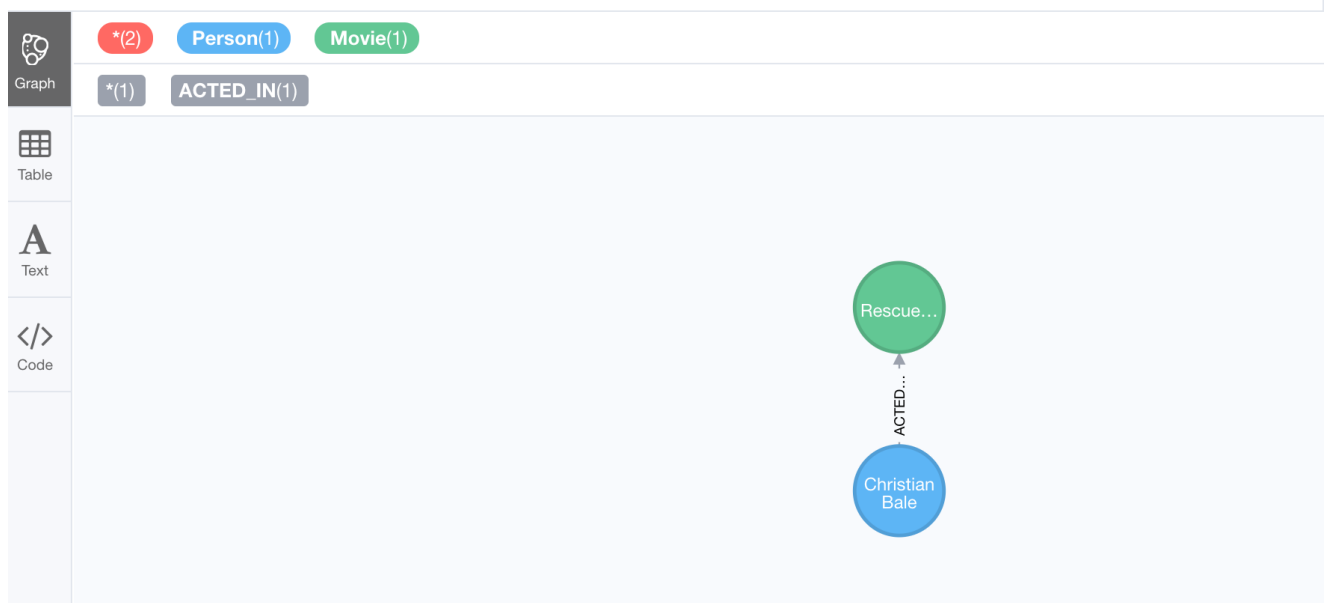 *(2) Person(1) Movie(1)
*(1) ACTED_IN(1)
Graph
Table
Text
Code
Rescue...
ACTED...
Christian
Bale